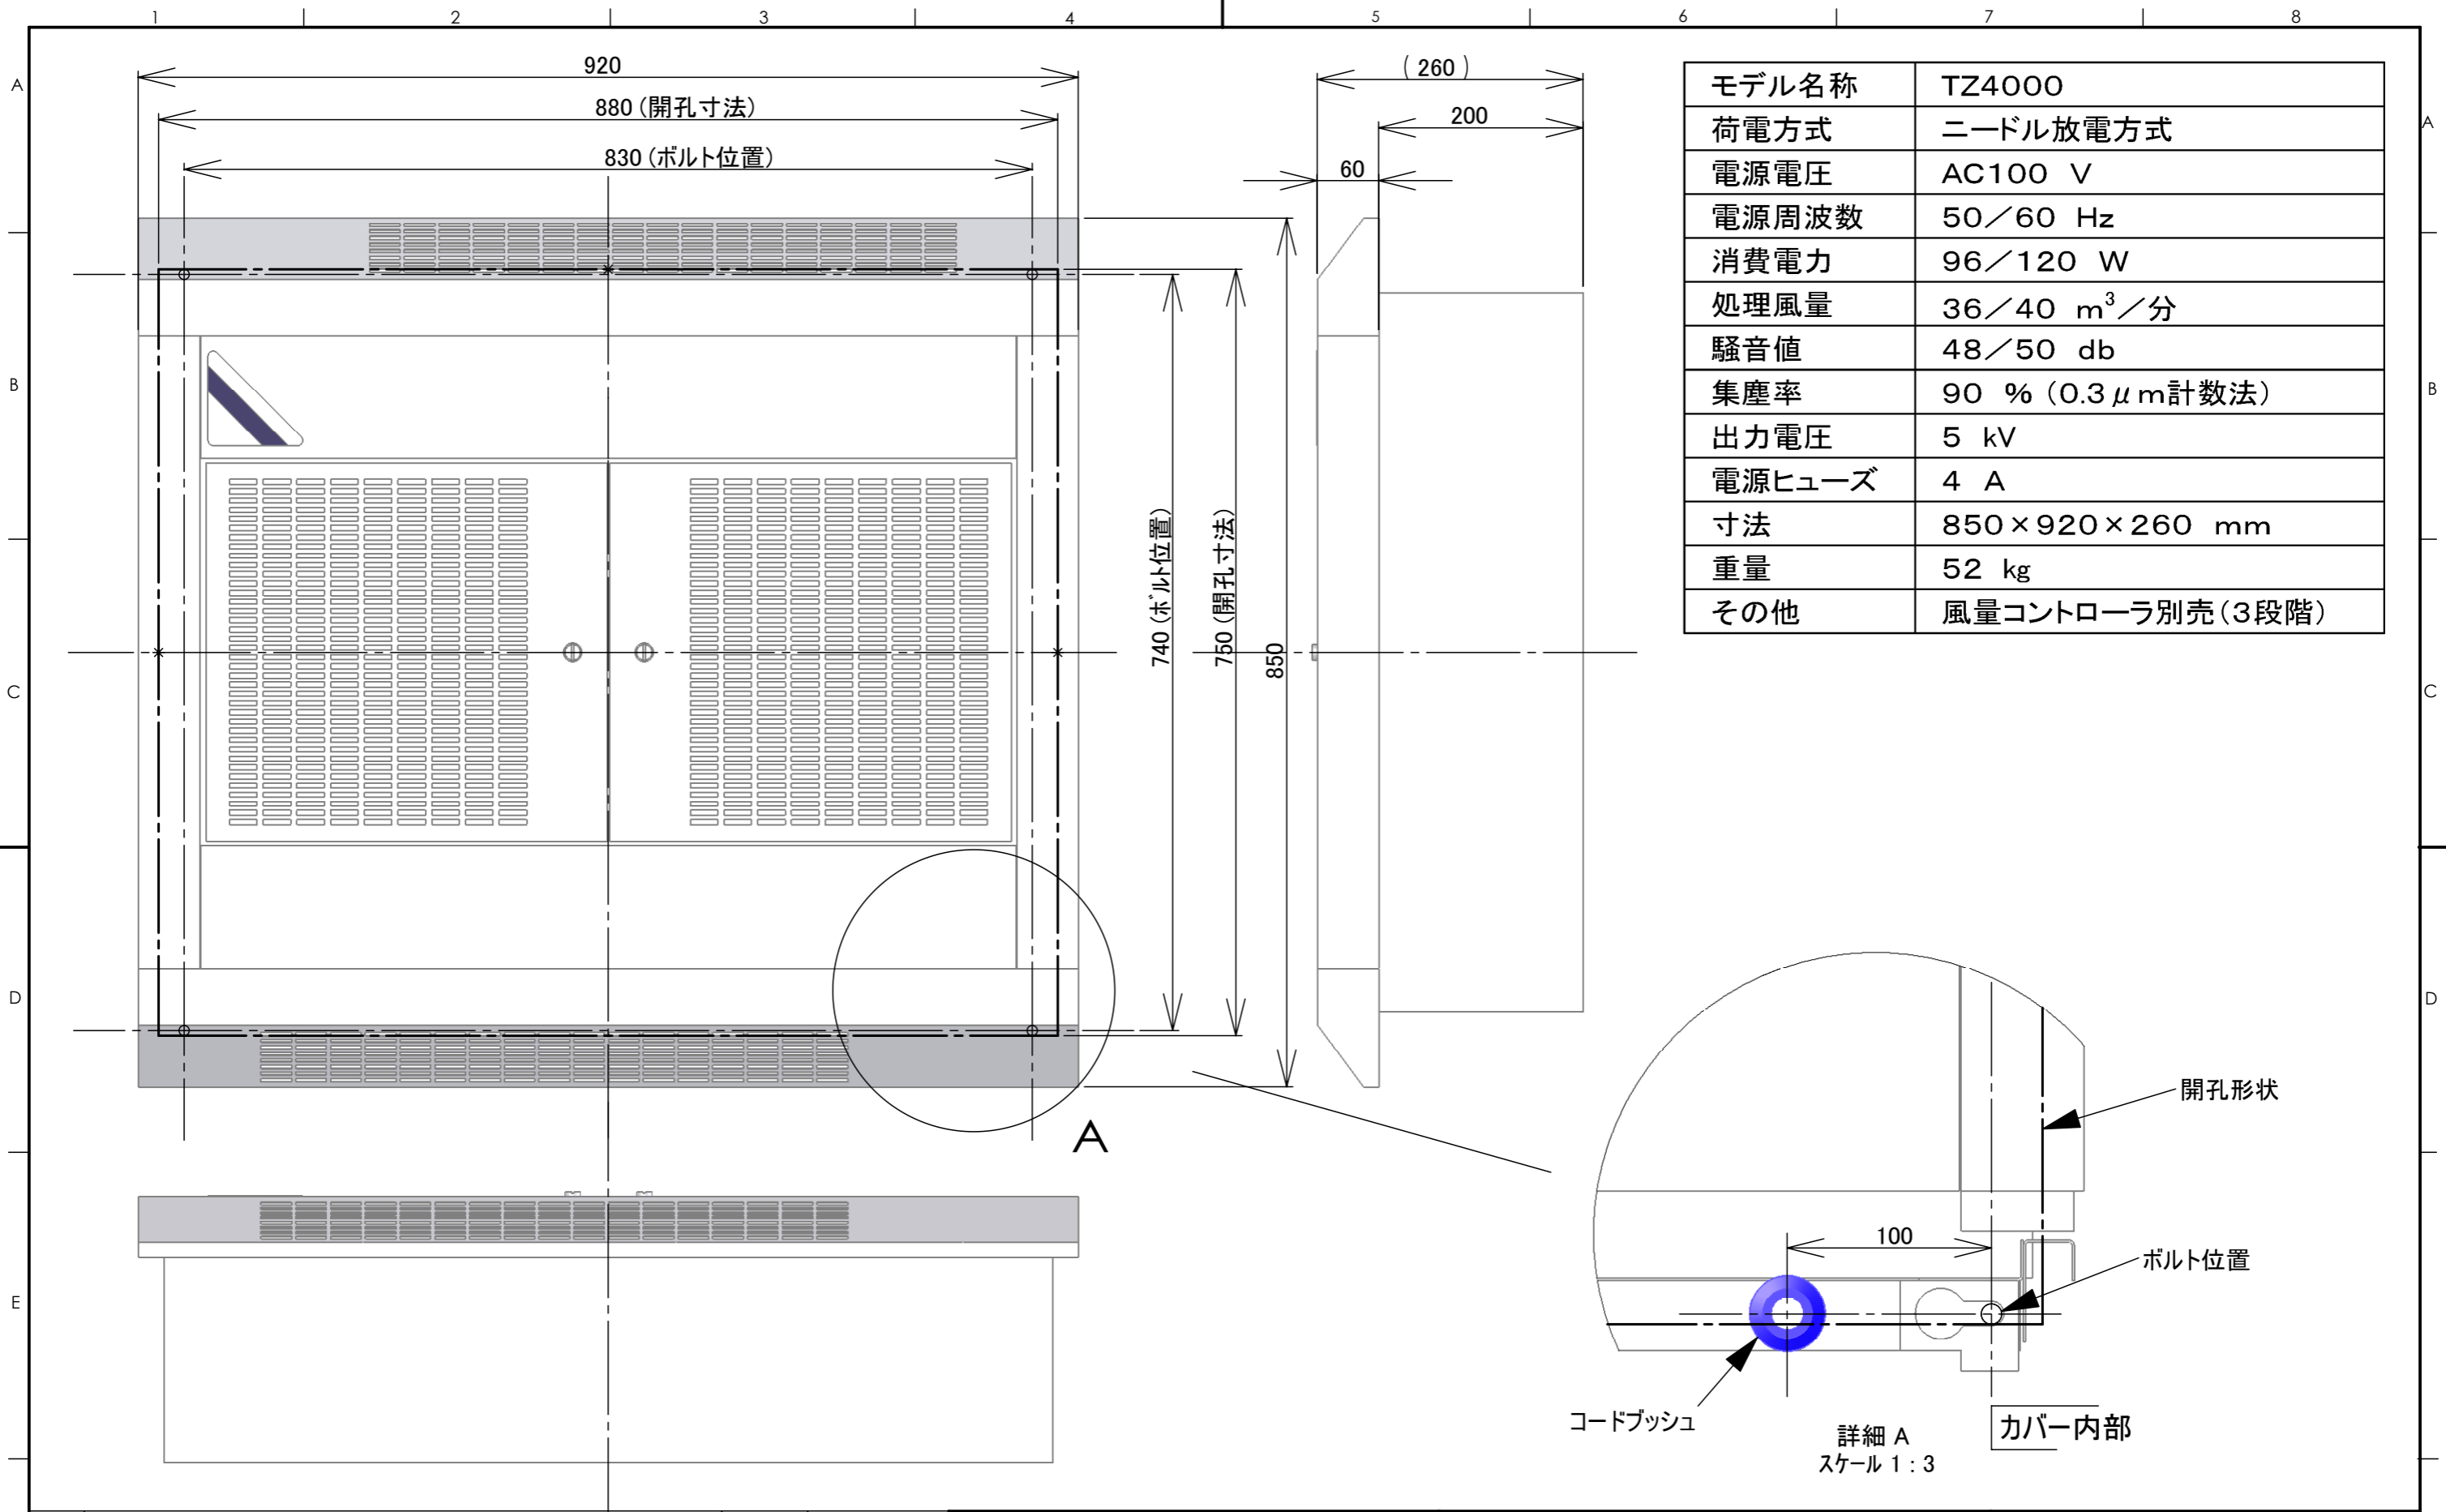 1 2 3 4 5 6 7 8
A A
920
880(開孔寸法)
830(ボルト位置)
(260)
200
60
モデル名称 TZ4000
荷電方式 ニードル放電方式
電源電圧 AC100 V
電源周波数 50/60 Hz
消費電力 96/120 W
処理風量 36/40 m³/分
騒音値 48/50 db
集塵率 90 %(0.3μm計数法)
出力電圧 5 kV
電源ヒューズ 4 A
寸法 850×920×260 mm
重量 52 kg
その他 風量コントローラ別売(3段階)
B B
740(ボルト位置)
750(開孔寸法)
850
C C
D D
A
開孔形状
100
ボルト位置
E
コードブッシュ
カバー内部
詳細 A
スケール 1 : 3